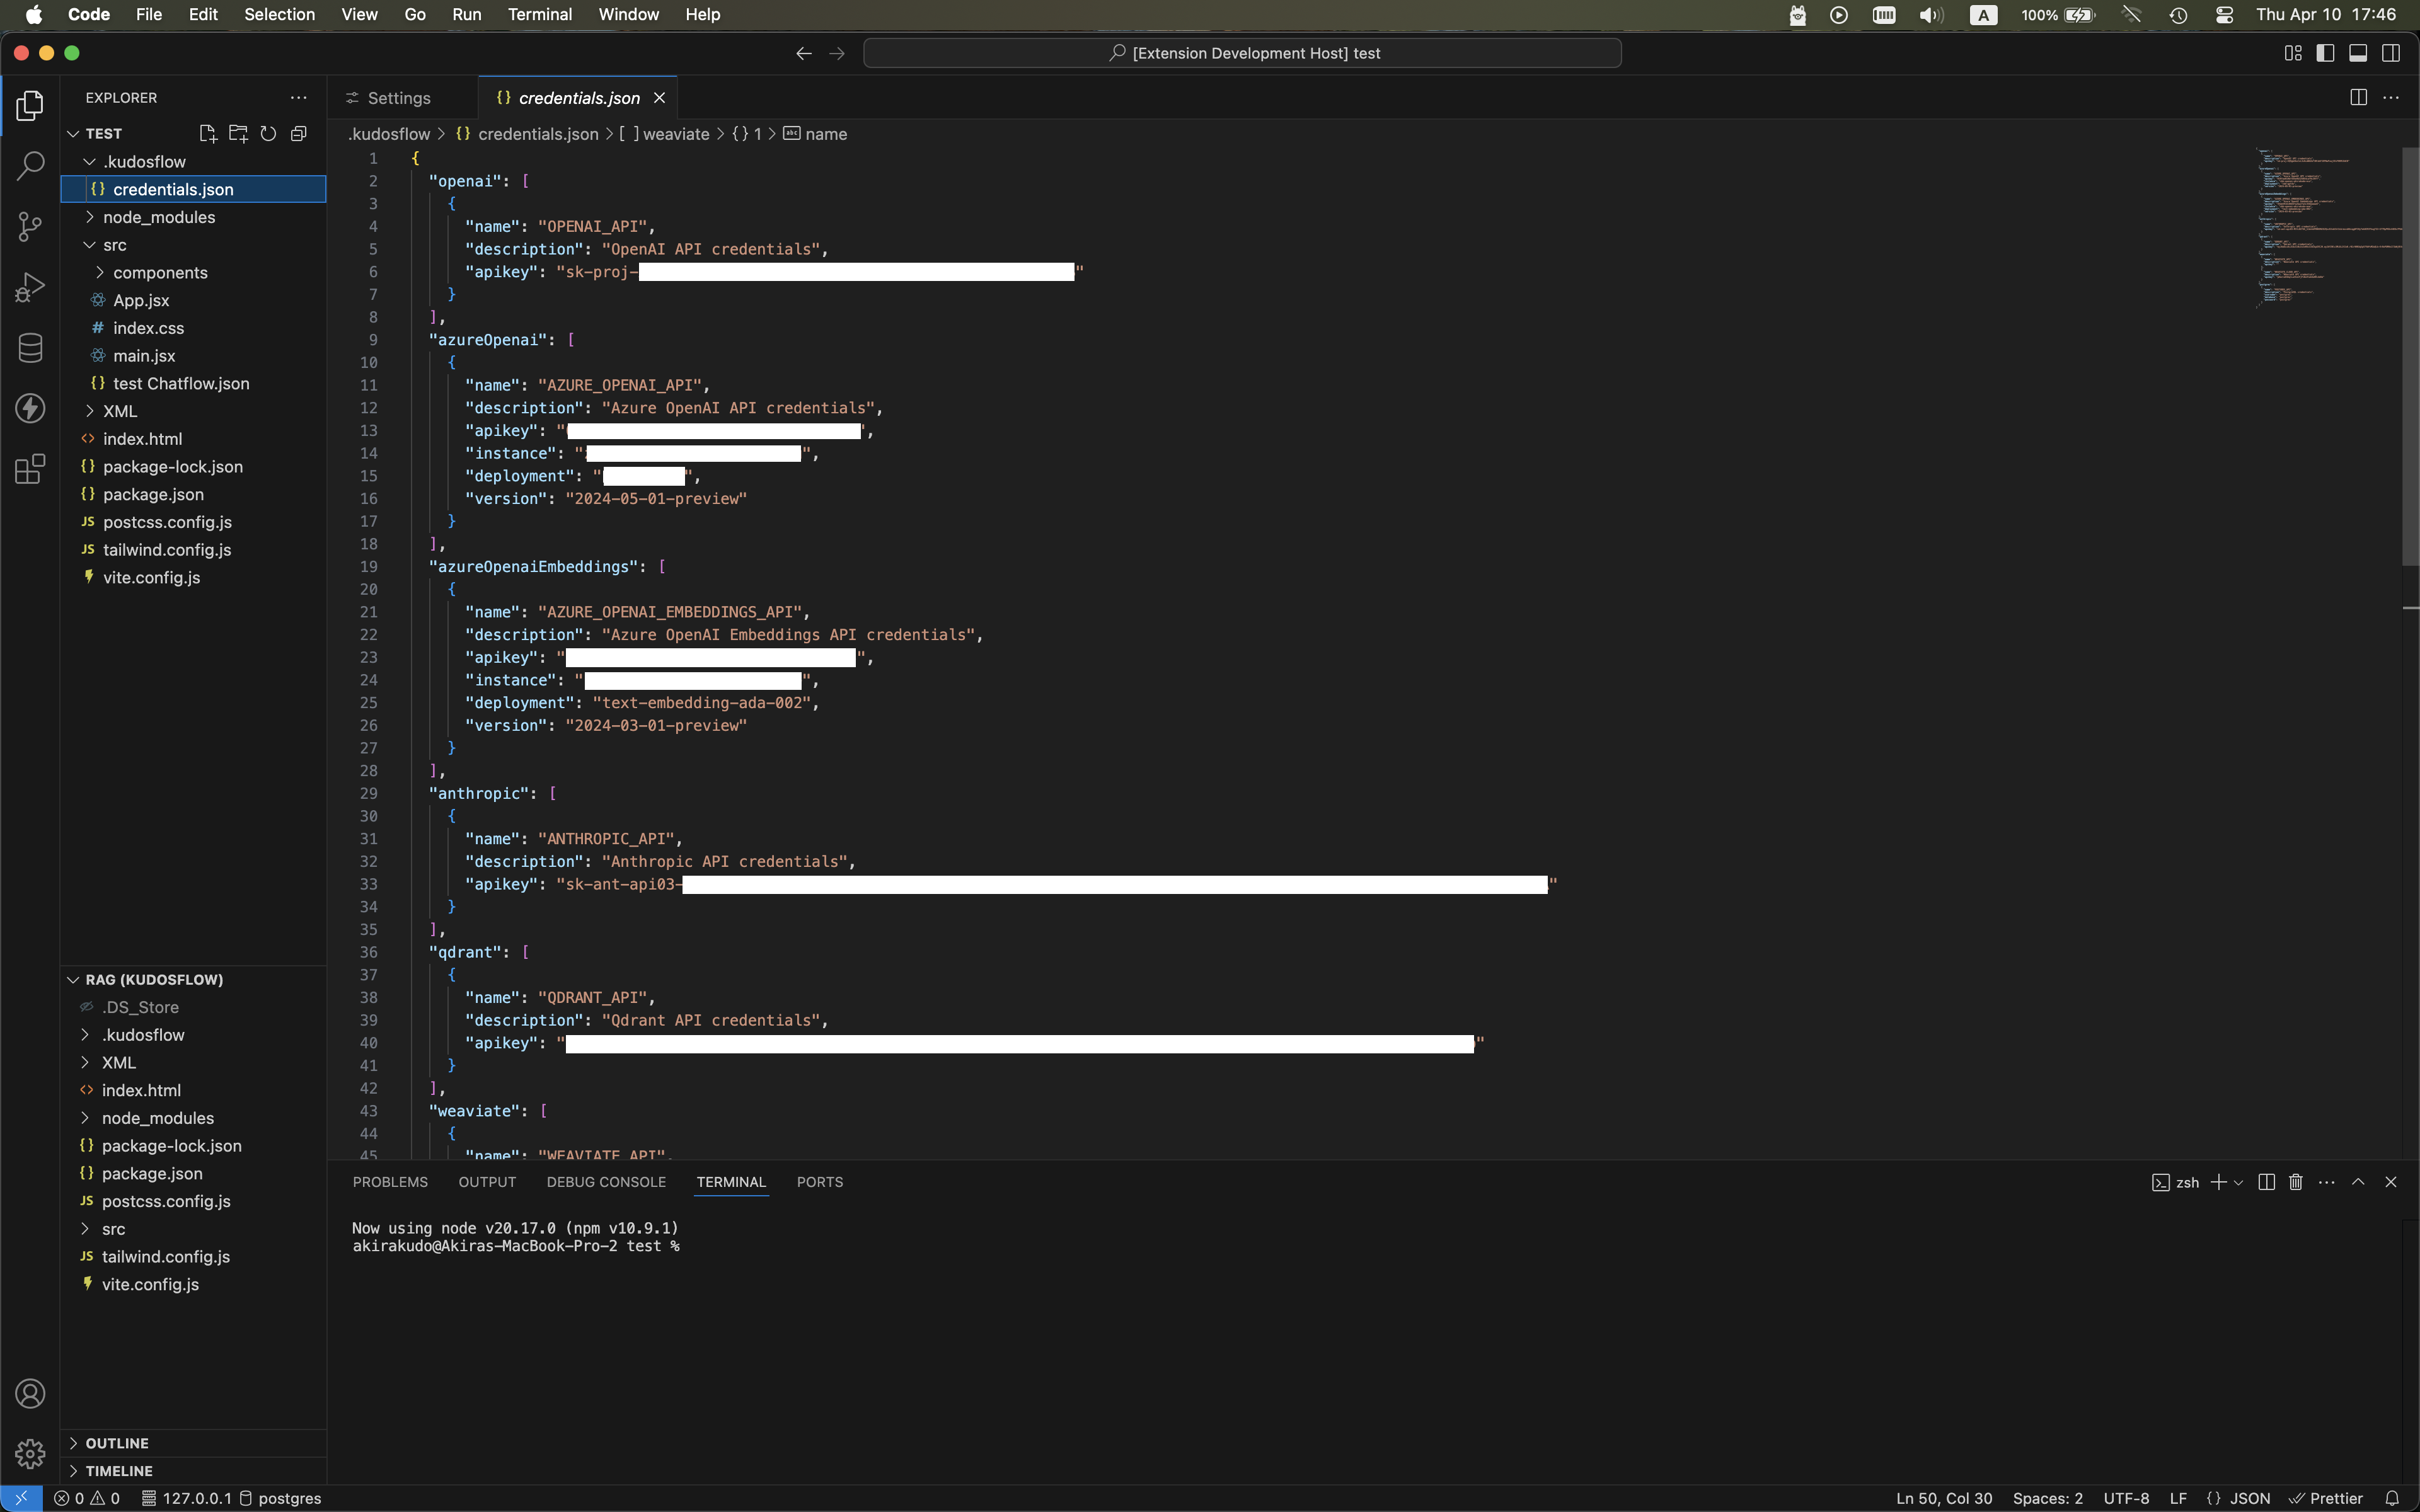 Code File Edit Selection View Go Run Terminal Window Help
A 100% Thu Apr 10 17:46
[Extension Development Host] test
EXPLORER
TEST
.kudosflow
credentials.json
node_modules
src
components
App.jsx
index.css
main.jsx
test Chatflow.json
XML
index.html
package-lock.json
package.json
JS postcss.config.js
JS tailwind.config.js
vite.config.js
RAG (KUDOSFLOW)
.DS_Store
.kudosflow
XML
index.html
node_modules
package-lock.json
package.json
JS postcss.config.js
src
JS tailwind.config.js
vite.config.js
OUTLINE
TIMELINE
Settings
{} credentials.json
.kudosflow > {} credentials.json > [ ] weaviate > {} 1 > abc name
1 {
2 "openai": [
3 {
4 "name": "OPENAI_API",
5 "description": "OpenAI API credentials",
6 "apikey": "sk-proj-"
7 }
8 ],
9 "azureOpenai": [
10 {
11 "name": "AZURE_OPENAI_API",
12 "description": "Azure OpenAI API credentials",
13 "apikey": "",
14 "instance": "",
15 "deployment": "",
16 "version": "2024-05-01-preview"
17 }
18 ],
19 "azureOpenaiEmbeddings": [
20 {
21 "name": "AZURE_OPENAI_EMBEDDINGS_API",
22 "description": "Azure OpenAI Embeddings API credentials",
23 "apikey": "",
24 "instance": "",
25 "deployment": "text-embedding-ada-002",
26 "version": "2024-03-01-preview"
27 }
28 ],
29 "anthropic": [
30 {
31 "name": "ANTHROPIC_API",
32 "description": "Anthropic API credentials",
33 "apikey": "sk-ant-api03-"
34 }
35 ],
36 "qdrant": [
37 {
38 "name": "QDRANT_API",
39 "description": "Qdrant API credentials",
40 "apikey": ""
41 }
42 ],
43 "weaviate": [
44 {
45 "name": "WEAVIATE_API",
PROBLEMS OUTPUT DEBUG CONSOLE TERMINAL PORTS
zsh
Now using node v20.17.0 (npm v10.9.1)
akirakudo@Akiras-MacBook-Pro-2 test %
0 0 127.0.0.1 postgres
Ln 50, Col 30 Spaces: 2 UTF-8 LF {} JSON Prettier